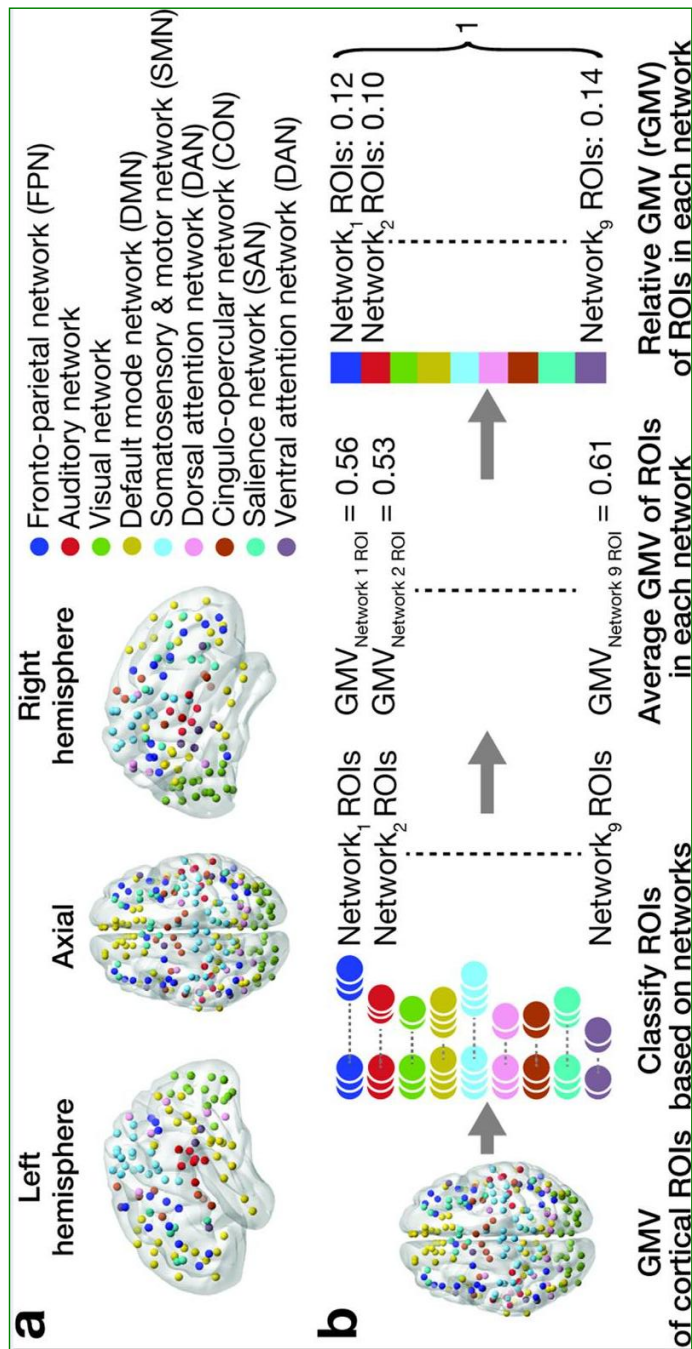 a
Left
hemisphere
Axial
Right
hemisphere
Fronto-parietal network (FPN)
Auditory network
Visual network
Default mode network (DMN)
Somatosensory & motor network (SMN)
Dorsal attention network (DAN)
Cingulo-opercular network (CON)
Salience network (SAN)
Ventral attention network (DAN)
b
GMV
of cortical ROIs
Network1 ROIs
Network2 ROIs
Network9 ROIs
Classify ROIs
based on networks
GMVNetwork 1 ROI = 0.56
GMVNetwork 2 ROI = 0.53
GMVNetwork 9 ROI = 0.61
Average GMV of ROIs
in each network
Network1 ROIs: 0.12
Network2 ROIs: 0.10
Network9 ROIs: 0.14
1
Relative GMV (rGMV)
of ROIs in each network